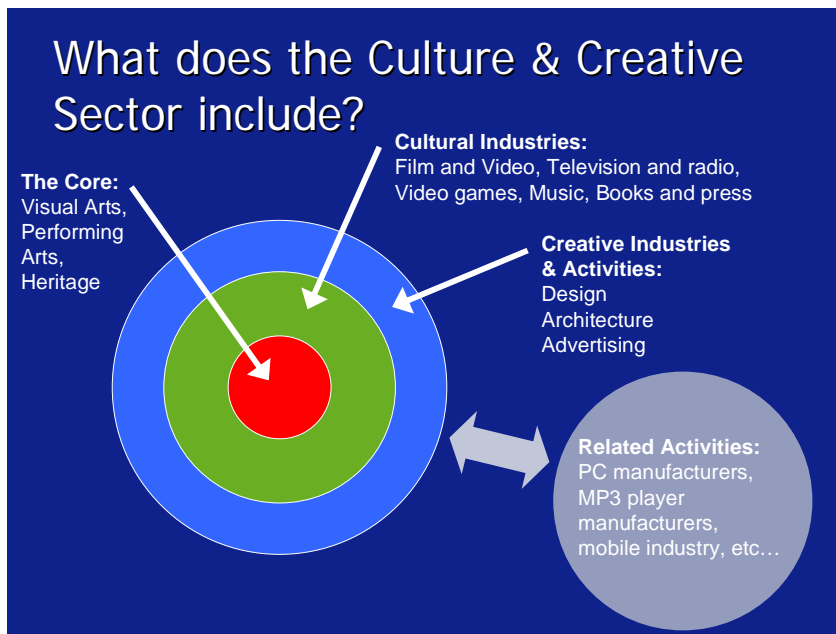 What does the Culture & Creative
Sector include?
Cultural Industries:
Film and Video, Television and radio,
Video games, Music, Books and press
The Core:
Visual Arts,
Performing
Arts,
Heritage
Creative Industries
& Activities:
Design
Architecture
Advertising
Related Activities:
PC manufacturers,
MP3 player
manufacturers,
mobile industry, etc…